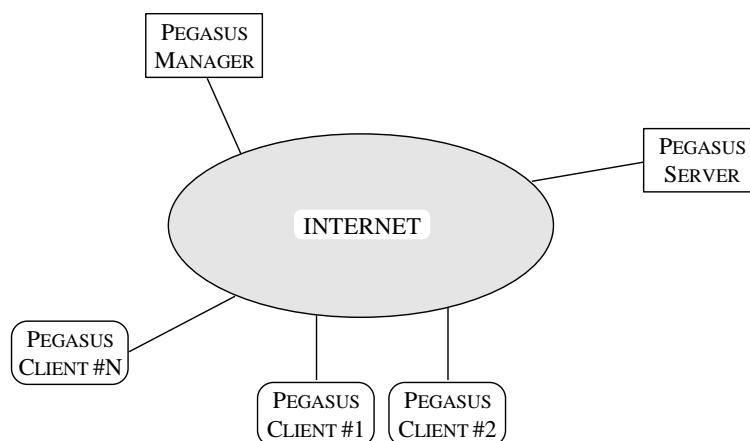 PEGASUS
MANAGER
PEGASUS
SERVER
INTERNET
PEGASUS
CLIENT #N
PEGASUS
CLIENT #1
PEGASUS
CLIENT #2